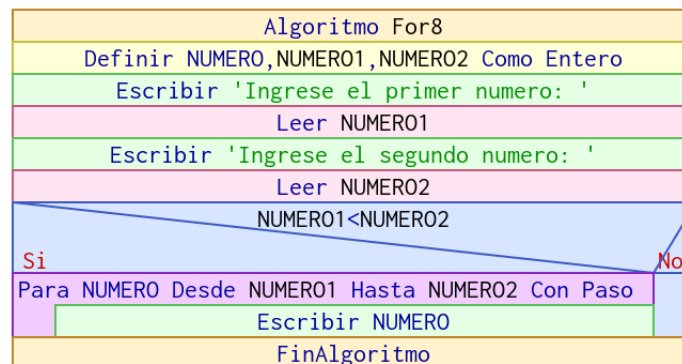 Algoritmo For8
Definir NUMERO,NUMERO1,NUMERO2 Como Entero
Escribir 'Ingrese el primer numero: '
Leer NUMERO1
Escribir 'Ingrese el segundo numero: '
Leer NUMERO2
NUMERO1<NUMERO2
Si No
Para NUMERO Desde NUMERO1 Hasta NUMERO2 Con Paso
Escribir NUMERO
FinAlgoritmo